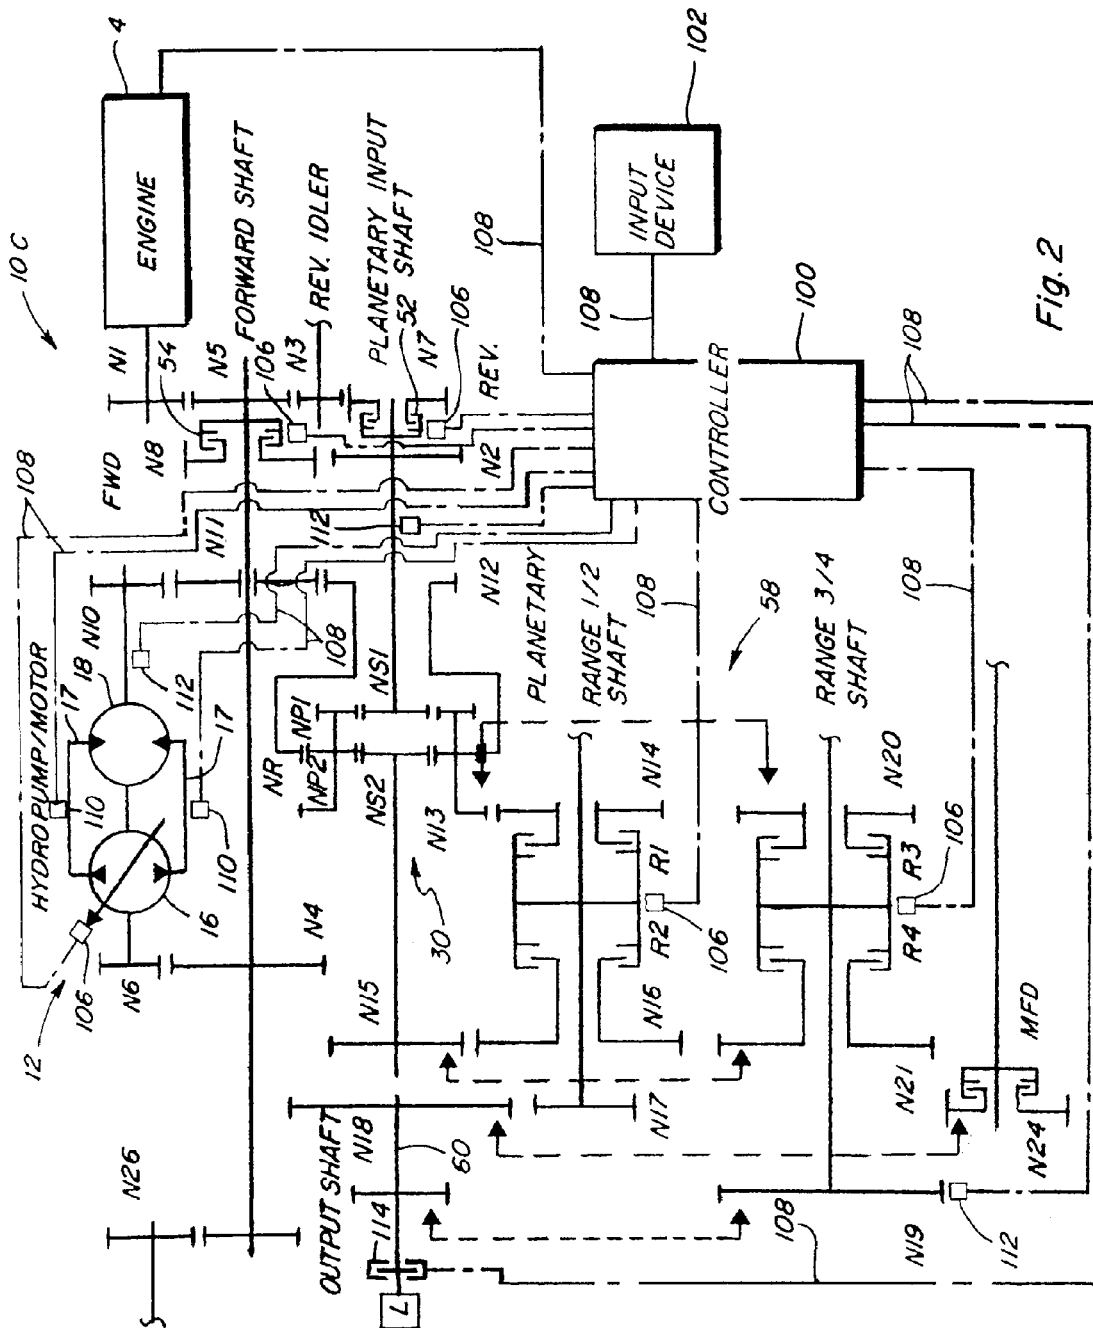 10C
4
ENGINE
102
INPUT
DEVICE
108
108
100
CONTROLLER
108
Fig. 2
N1
N5
FORWARD SHAFT
54
106
N3
REV. IDLER
PLANETARY INPUT
SHAFT
52
N7
106
REV.
N2
FWD
N8
108
N11
112
N12
N10
18
112
108
HYDROPUMP/MOTOR
17
17
110
110
16
106
12
N6
N4
NR
NP2
NP1
NS1
NS2
N13
30
PLANETARY
RANGE 1/2
SHAFT
108
58
RANGE 3/4
SHAFT
108
N14
R1
R2
106
N16
N15
N20
R3
R4
106
N21
MFD
N24
N17
N18
60
OUTPUT SHAFT
114
L
N26
N19
112
108